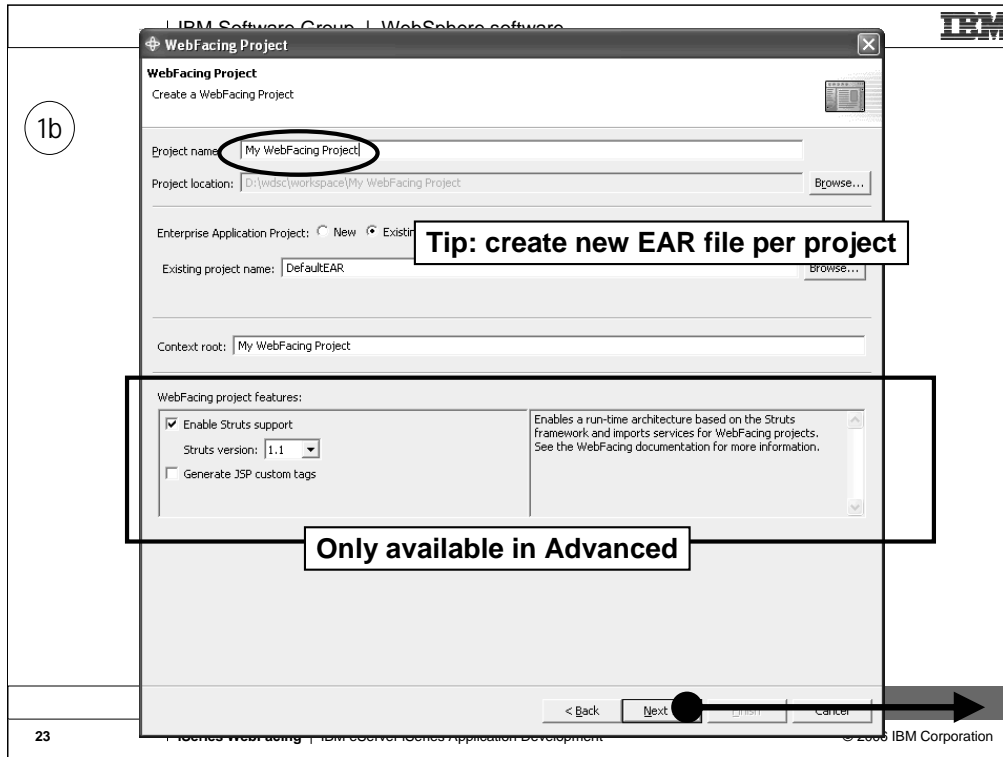 IBM Software Group | WebSphere software
IBM
WebFacing Project
WebFacing Project
Create a WebFacing Project
1b
Project name: My WebFacing Project
Project location: D:\wdsc\workspace\My WebFacing Project Browse...
Enterprise Application Project: New Existin
Tip: create new EAR file per project
Existing project name: DefaultEAR Browse...
Context root: My WebFacing Project
WebFacing project features:
Enable Struts support
Struts version: 1.1
Generate JSP custom tags
Enables a run-time architecture based on the Struts
framework and imports services for WebFacing projects.
See the WebFacing documentation for more information.
Only available in Advanced
< Back Next Finish Cancel
23 iSeries WebFacing | IBM eServer iSeries Application Development © 2006 IBM Corporation